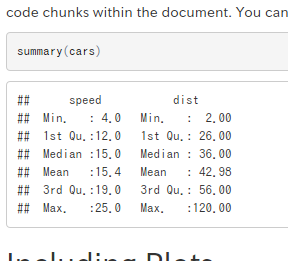 code chunks within the document. You can
summary(cars)
##      speed           dist
## Min.   : 4.0   Min.   :  2.00
## 1st Qu.:12.0   1st Qu.: 26.00
## Median :15.0   Median : 36.00
## Mean   :15.4   Mean   : 42.98
## 3rd Qu.:19.0   3rd Qu.: 56.00
## Max.   :25.0   Max.   :120.00
Including Plots